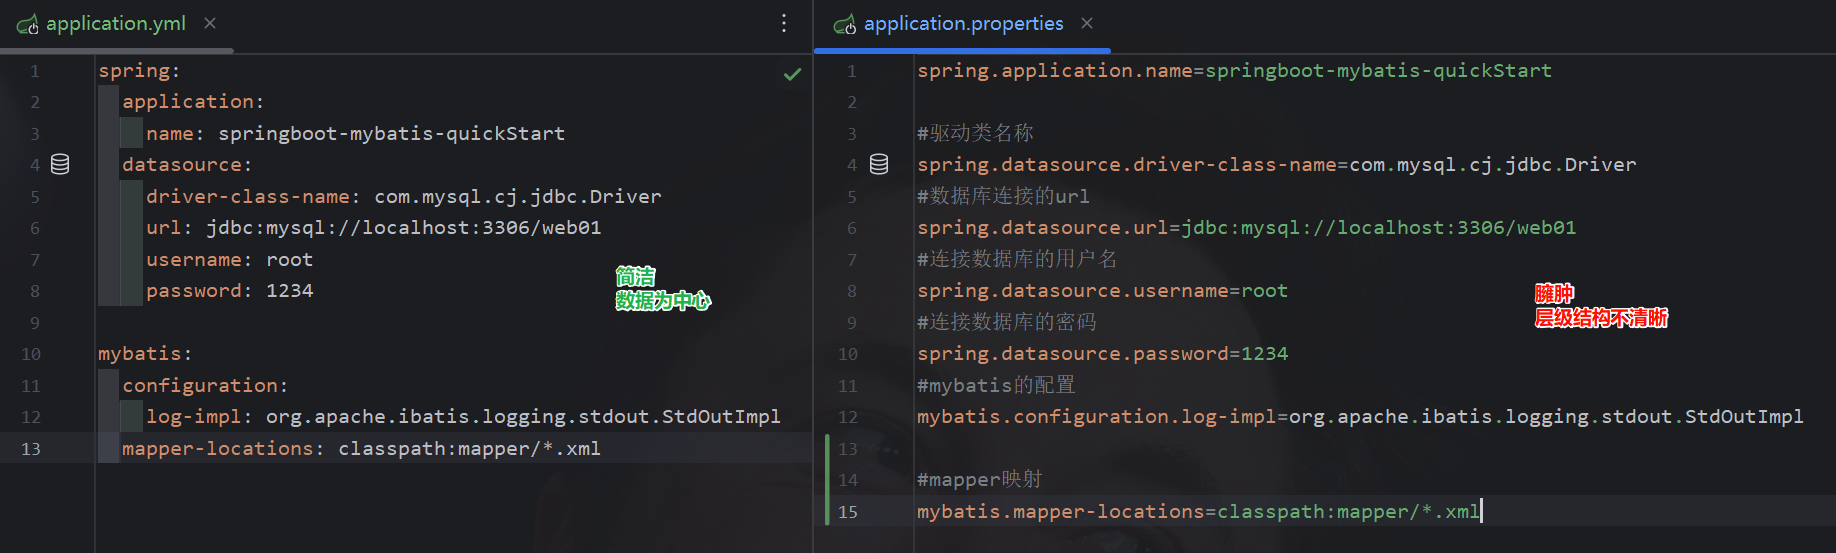 application.yml
1 spring:
2 application:
3 name: springboot-mybatis-quickStart
4 datasource:
5 driver-class-name: com.mysql.cj.jdbc.Driver
6 url: jdbc:mysql://localhost:3306/web01
7 username: root
8 password: 1234
9
10 mybatis:
11 configuration:
12 log-impl: org.apache.ibatis.logging.stdout.StdOutImpl
13 mapper-locations: classpath:mapper/*.xml
简洁
数据为中心
application.properties
1 spring.application.name=springboot-mybatis-quickStart
2
3 #驱动类名称
4 spring.datasource.driver-class-name=com.mysql.cj.jdbc.Driver
5 #数据库连接的url
6 spring.datasource.url=jdbc:mysql://localhost:3306/web01
7 #连接数据库的用户名
8 spring.datasource.username=root
9 #连接数据库的密码
10 spring.datasource.password=1234
11 #mybatis的配置
12 mybatis.configuration.log-impl=org.apache.ibatis.logging.stdout.StdOutImpl
13
14 #mapper映射
15 mybatis.mapper-locations=classpath:mapper/*.xml
臃肿
层级结构不清晰